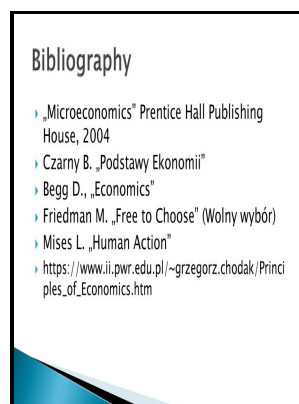 Bibliography
„Microeconomics” Prentice Hall Publishing
House, 2004
Czarny B. „Podstawy Ekonomii”
Begg D., „Economics”
Friedman M. „Free to Choose” (Wolny wybór)
Mises L. „Human Action”
https://www.ii.pwr.edu.pl/~grzegorz.chodak/Princi
ples_of_Economics.htm